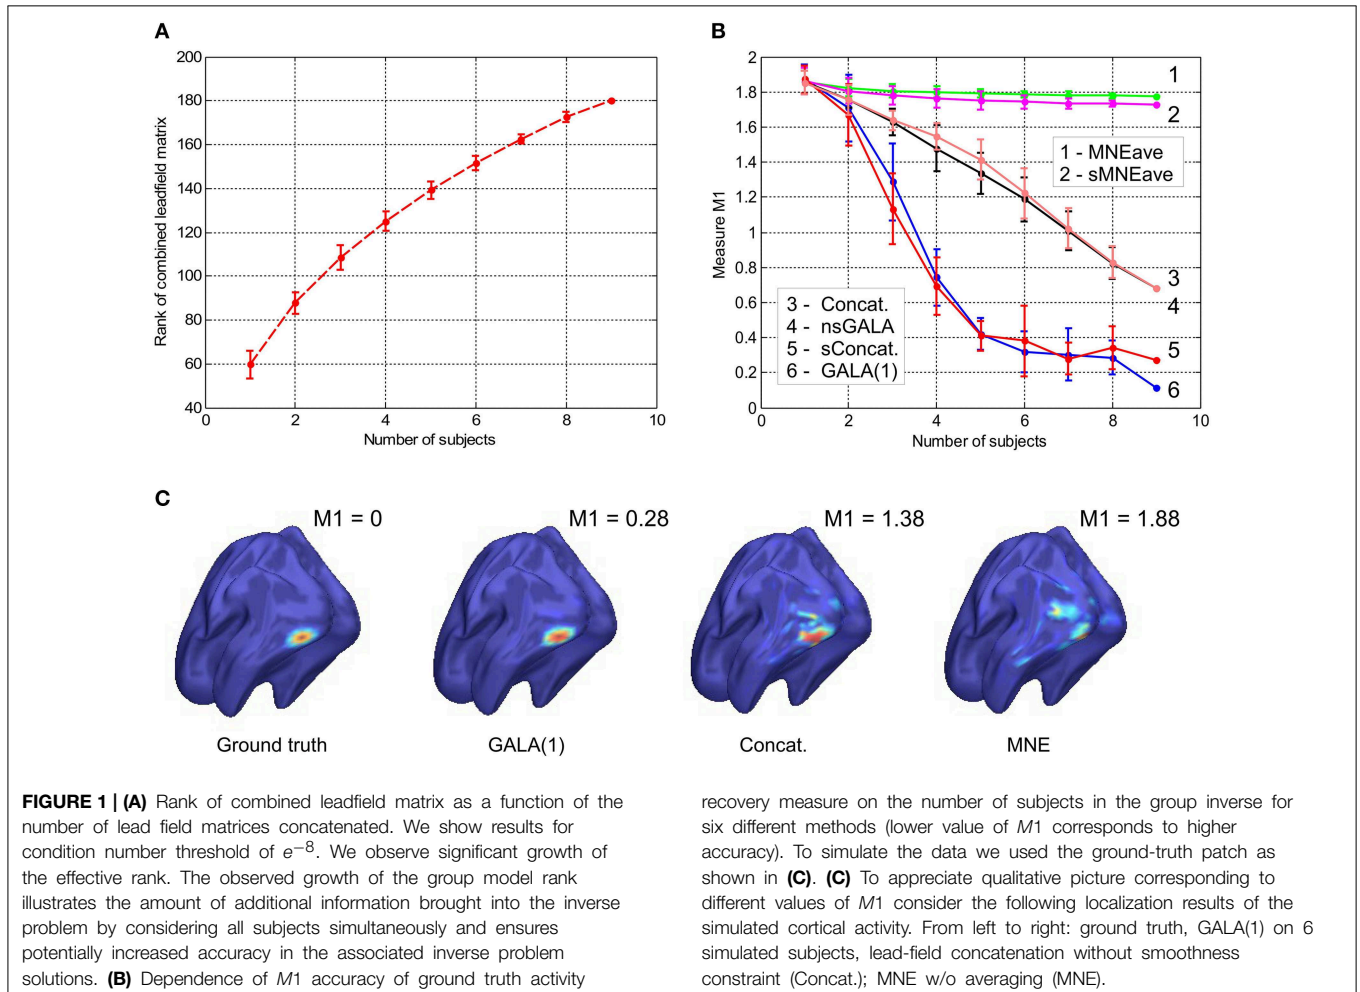 A
200
180
160
140
120
100
80
60
40
0
2
4
6
8
10
Rank of combined leadfield matrix
Number of subjects
B
2
1.8
1.6
1.4
1.2
1
0.8
0.6
0.4
0.2
0
0
2
4
6
8
10
Measure M1
Number of subjects
1
2
1 - MNEave
2 - sMNEave
3
4
3 - Concat.
4 - nsGALA
5 - sConcat.
6 - GALA(1)
5
6
C
M1 = 0
M1 = 0.28
M1 = 1.38
M1 = 1.88
Ground truth
GALA(1)
Concat.
MNE
FIGURE 1 | (A) Rank of combined leadfield matrix as a function of the
number of lead field matrices concatenated. We show results for
condition number threshold of e⁻⁸. We observe significant growth of
the effective rank. The observed growth of the group model rank
illustrates the amount of additional information brought into the inverse
problem by considering all subjects simultaneously and ensures
potentially increased accuracy in the associated inverse problem
solutions. (B) Dependence of M1 accuracy of ground truth activity
recovery measure on the number of subjects in the group inverse for
six different methods (lower value of M1 corresponds to higher
accuracy). To simulate the data we used the ground-truth patch as
shown in (C). (C) To appreciate qualitative picture corresponding to
different values of M1 consider the following localization results of the
simulated cortical activity. From left to right: ground truth, GALA(1) on 6
simulated subjects, lead-field concatenation without smoothness
constraint (Concat.); MNE w/o averaging (MNE).